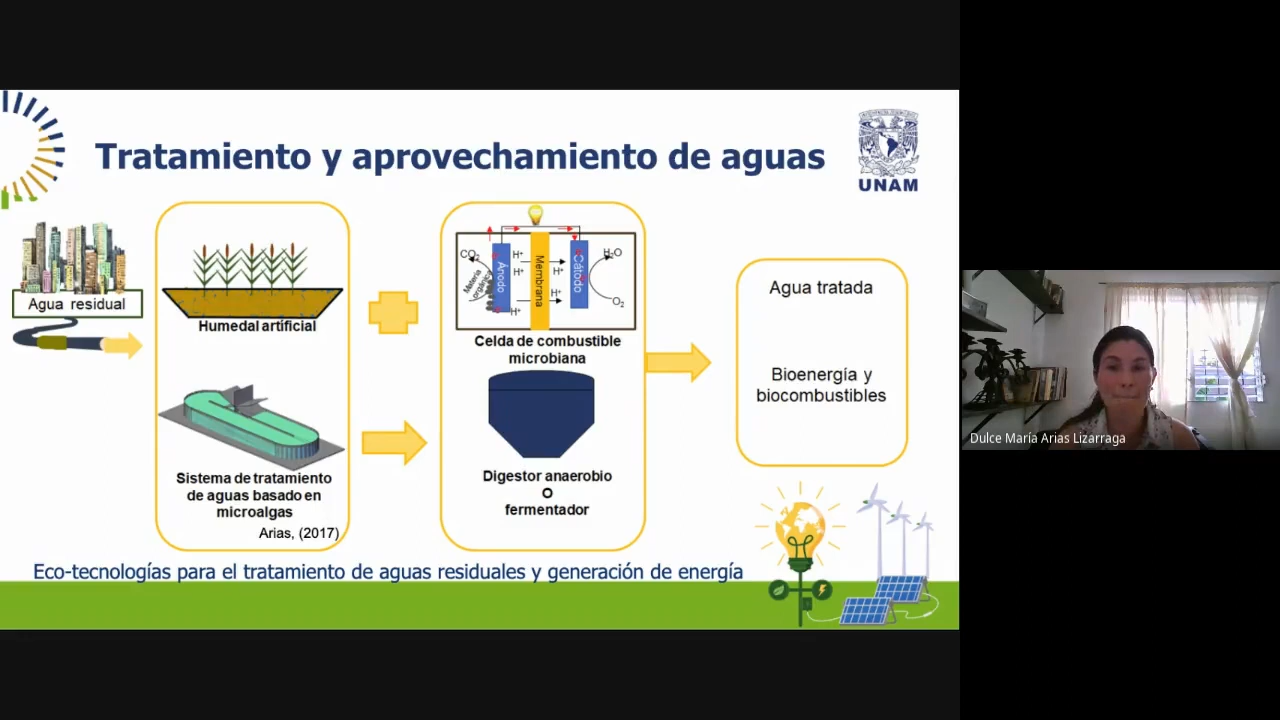 Tratamiento y aprovechamiento de aguas
UNAM
Agua residual
Humedal artificial
Sistema de tratamiento
de aguas basado en
microalgas
Arias, (2017)
CO2
Materia
orgánica
Ánodo
H⁺
H⁺
H⁺
Membrana
H⁺
H⁺
Cátodo
H2O
O2
Celda de combustible
microbiana
Digestor anaerobio
O
fermentador
Agua tratada
Bioenergía y
biocombustibles
Eco-tecnologías para el tratamiento de aguas residuales y generación de energía
Dulce María Arias Lizarraga